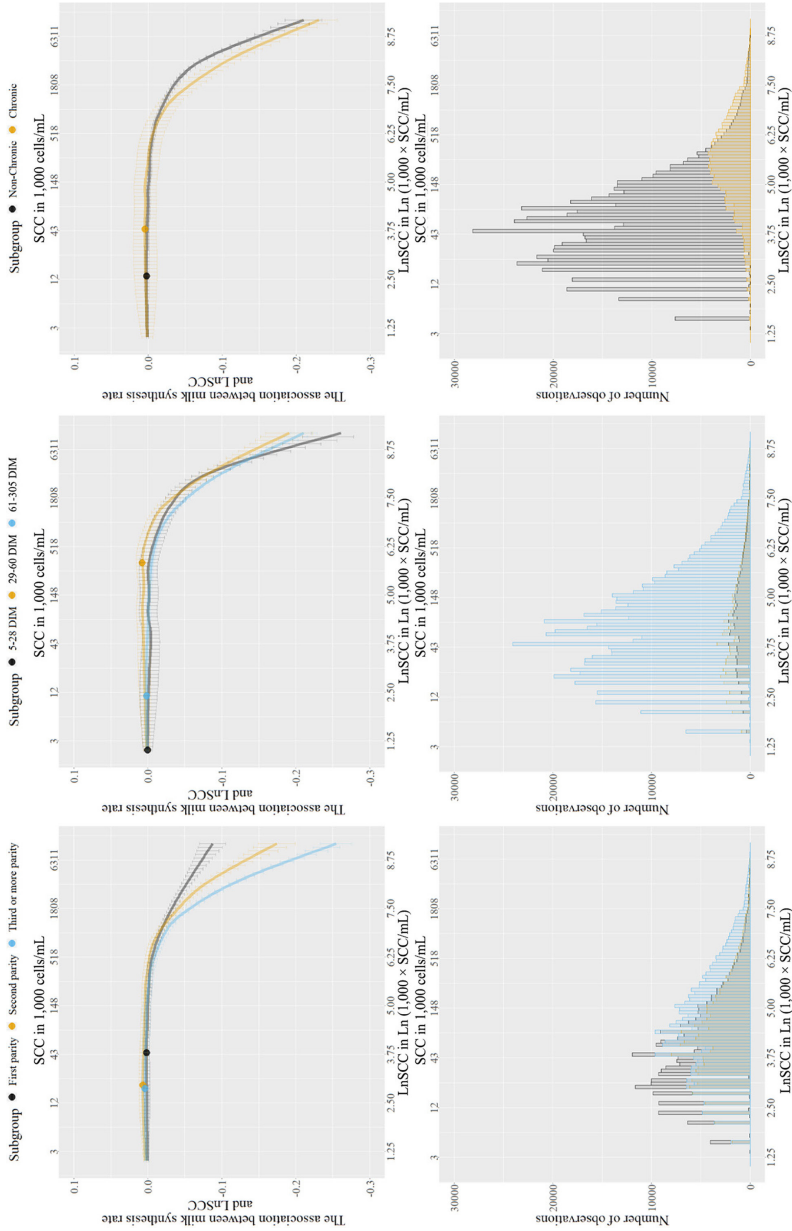 Subgroup First parity Second parity Third or more parity
SCC in 1,000 cells/mL
3 12 43 148 518 1808 6311
The association between milk synthesis rate
and LnSCC
0.1
0.0
-0.1
-0.2
-0.3
1.25 2.50 3.75 5.00 6.25 7.50 8.75
LnSCC in Ln (1,000 × SCC/mL)
Subgroup 5-28 DIM 29-60 DIM 61-305 DIM
SCC in 1,000 cells/mL
3 12 43 148 518 1808 6311
The association between milk synthesis rate
and LnSCC
0.1
0.0
-0.1
-0.2
-0.3
1.25 2.50 3.75 5.00 6.25 7.50 8.75
LnSCC in Ln (1,000 × SCC/mL)
Subgroup Non-Chronic Chronic
SCC in 1,000 cells/mL
3 12 43 148 518 1808 6311
The association between milk synthesis rate
and LnSCC
0.1
0.0
-0.1
-0.2
-0.3
1.25 2.50 3.75 5.00 6.25 7.50 8.75
LnSCC in Ln (1,000 × SCC/mL)
SCC in 1,000 cells/mL
3 12 43 148 518 1808 6311
Number of observations
30000
20000
10000
0
1.25 2.50 3.75 5.00 6.25 7.50 8.75
LnSCC in Ln (1,000 × SCC/mL)
SCC in 1,000 cells/mL
3 12 43 148 518 1808 6311
Number of observations
30000
20000
10000
0
1.25 2.50 3.75 5.00 6.25 7.50 8.75
LnSCC in Ln (1,000 × SCC/mL)
SCC in 1,000 cells/mL
3 12 43 148 518 1808 6311
Number of observations
30000
20000
10000
0
1.25 2.50 3.75 5.00 6.25 7.50 8.75
LnSCC in Ln (1,000 × SCC/mL)